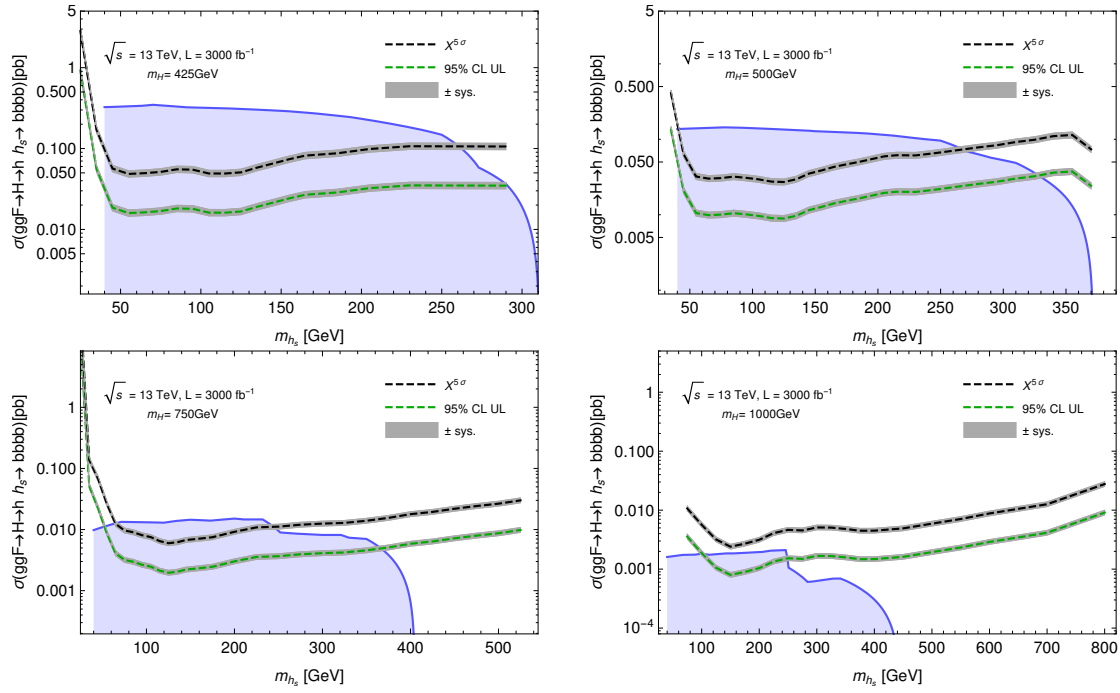 5
1
0.500
0.100
0.050
0.010
0.005
σ(ggF→H→h h_s→ bbbb)[pb]
√s = 13 TeV, L = 3000 fb⁻¹
m_H= 425GeV
X⁵ σ
95% CL UL
± sys.
50 100 150 200 250 300
m_{h_s} [GeV]
5
0.500
0.050
0.005
σ(ggF→H→h h_s→ bbbb)[pb]
√s = 13 TeV, L = 3000 fb⁻¹
m_H= 500GeV
X⁵ σ
95% CL UL
± sys.
50 100 150 200 250 300 350
m_{h_s} [GeV]
1
0.100
0.010
0.001
σ(ggF→H→h h_s→ bbbb)[pb]
√s = 13 TeV, L = 3000 fb⁻¹
m_H= 750GeV
X⁵ σ
95% CL UL
± sys.
100 200 300 400 500
m_{h_s} [GeV]
1
0.100
0.010
0.001
10⁻⁴
σ(ggF→H→h h_s→ bbbb)[pb]
√s = 13 TeV, L = 3000 fb⁻¹
m_H= 1000GeV
X⁵ σ
95% CL UL
± sys.
100 200 300 400 500 600 700 800
m_{h_s} [GeV]